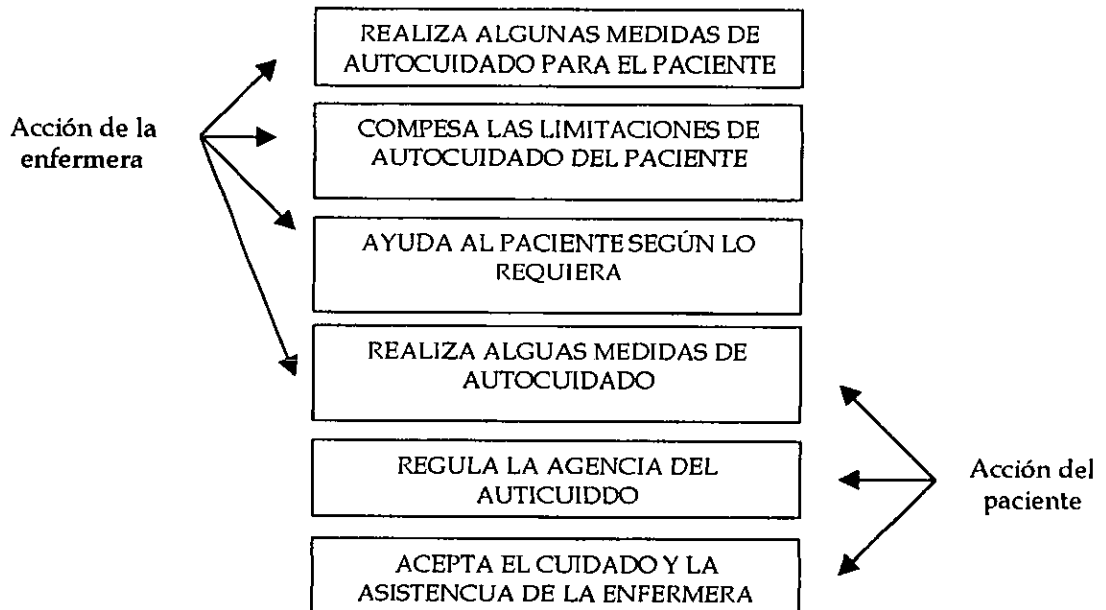 REALIZA ALGUNAS MEDIDAS DE
AUTOCUIDADO PARA EL PACIENTE
Acción de la
enfermera
COMPESA LAS LIMITACIONES DE
AUTOCUIDADO DEL PACIENTE
AYUDA AL PACIENTE SEGÚN LO
REQUIERA
REALIZA ALGUAS MEDIDAS DE
AUTOCUIDADO
REGULA LA AGENCIA DEL
AUTICUIDDO
Acción del
paciente
ACEPTA EL CUIDADO Y LA
ASISTENCUA DE LA ENFERMERA